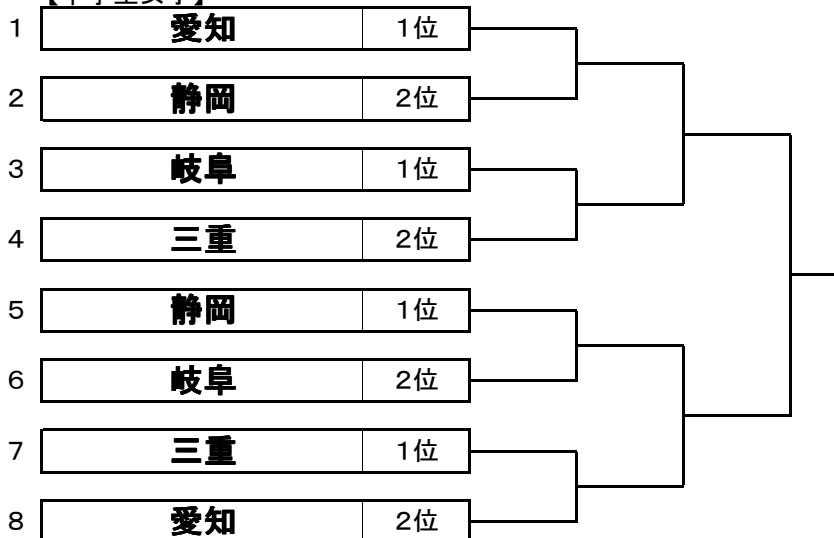 1 愛知 1位
2 静岡 2位
3 岐阜 1位
4 三重 2位
5 静岡 1位
6 岐阜 2位
7 三重 1位
8 愛知 2位